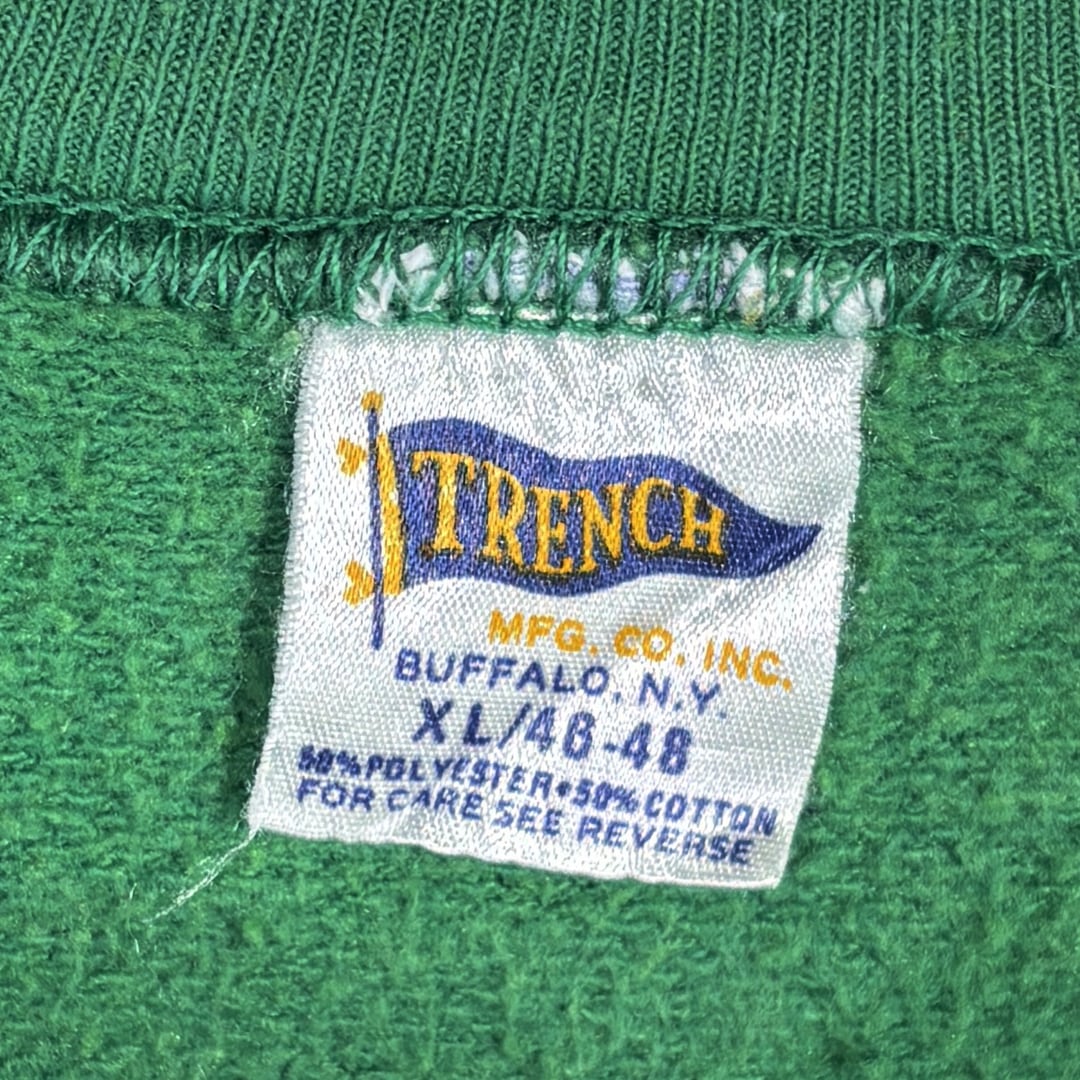 TRENCH
MFG. CO. INC.
BUFFALO, N.Y.
XL/46-48
50%POLYESTER•50%COTTON
FOR CARE SEE REVERSE